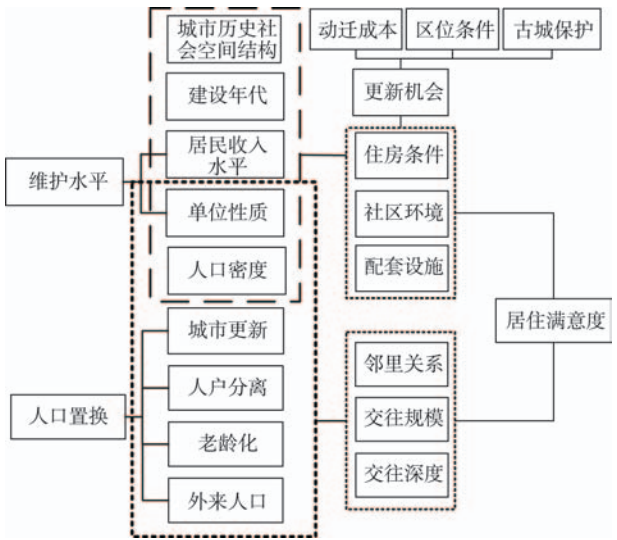 城市历史社
会空间结构
动迁成本
区位条件
古城保护
建设年代
更新机会
居民收入
水平
住房条件
维护水平
单位性质
社区环境
人口密度
配套设施
居住满意度
城市更新
邻里关系
人户分离
人口置换
交往规模
老龄化
交往深度
外来人口